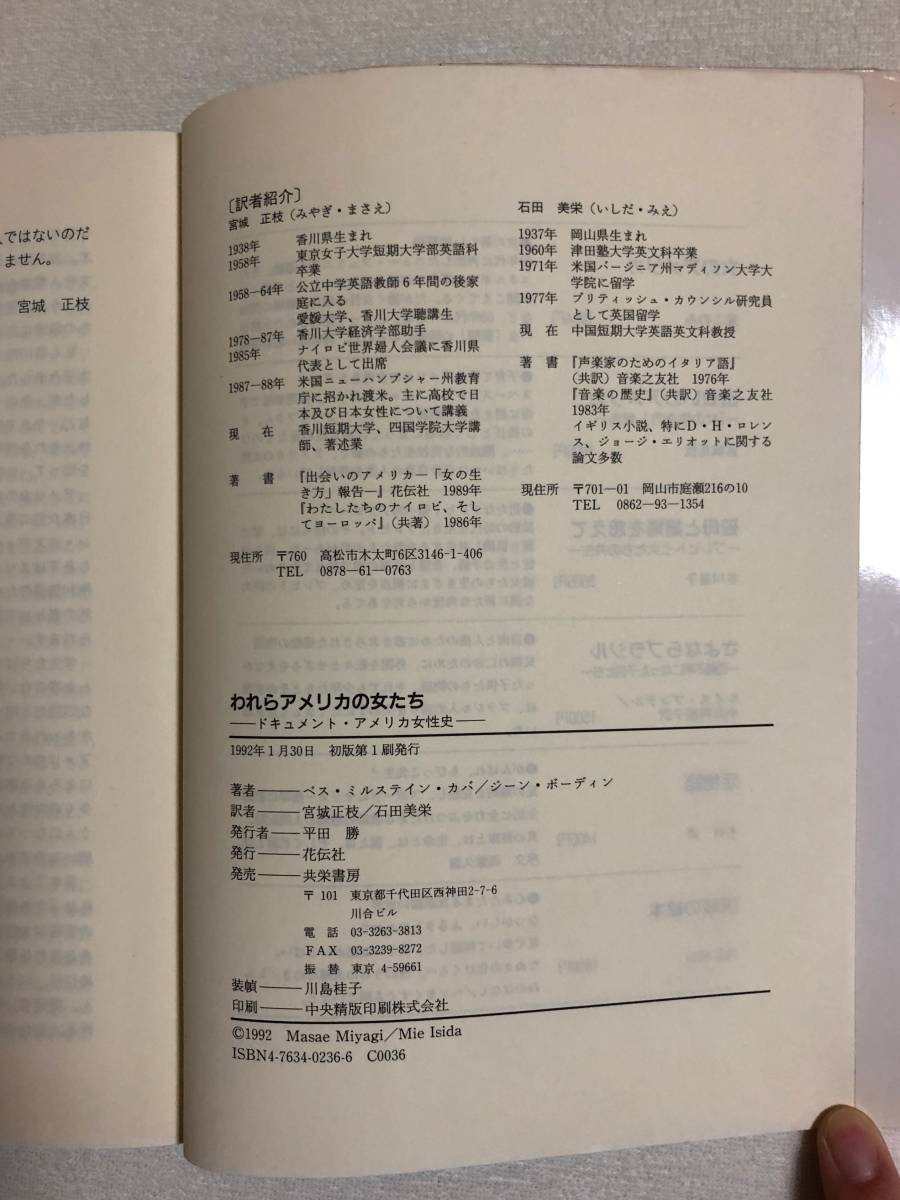 人ではないのだ
ません。
宮城 正枝
〔訳者紹介〕
宮城 正枝(みやぎ・まさえ)
1938年 香川県生まれ
1958年 東京女子大学短期大学部英語科
卒業
1958―64年 公立中学英語教師6年間の後家
庭に入る
愛媛大学、香川大学聴講生
1978―87年 香川大学経済学部助手
1985年 ナイロビ世界婦人会議に香川県
代表として出席
1987―88年 米国ニューハンプシャー州教育
庁に招かれ渡米。主に高校で日
本及び日本女性について講義
現在 香川短期大学、四国学院大学講
師、著述業
著書 『出会いのアメリカ―「女の生
き方」報告―』花伝社 1989年
『わたしたちのナイロビ、そし
てヨーロッパ』(共著) 1986年
現住所 〒760 高松市木太町6区3146-1-406
TEL 0878―61―0763
石田 美栄(いしだ・みえ)
1937年 岡山県生まれ
1960年 津田塾大学英文科卒業
1971年 米国バージニア州マディソン大学大
学院に留学
1977年 ブリティッシュ・カウンシル研究員
として英国留学
現在 中国短期大学英語英文科教授
著書 『声楽家のためのイタリア語』
(共訳) 音楽之友社 1976年
『音楽の歴史』(共訳) 音楽之友社
1983年
イギリス小説、特にD・H・ロレン
ス、ジョージ・エリオットに関する
論文多数
現住所 〒701―01 岡山市庭瀬216の10
TEL 0862―93―1354
われらアメリカの女たち
――ドキュメント・アメリカ女性史――
1992年1月30日 初版第1刷発行
著者――ベス・ミルステイン・カバ/ジーン・ボーディン
訳者――宮城正枝/石田美栄
発行者――平田 勝
発行――花伝社
発売――共栄書房
〒101 東京都千代田区西神田2-7-6
川合ビル
電話 03-3263-3813
FAX 03-3239-8272
振替 東京 4-59661
装幀――川島桂子
印刷――中央精版印刷株式会社
©1992 Masae Miyagi/Mie Isida
ISBN4-7634-0236-6 C0036